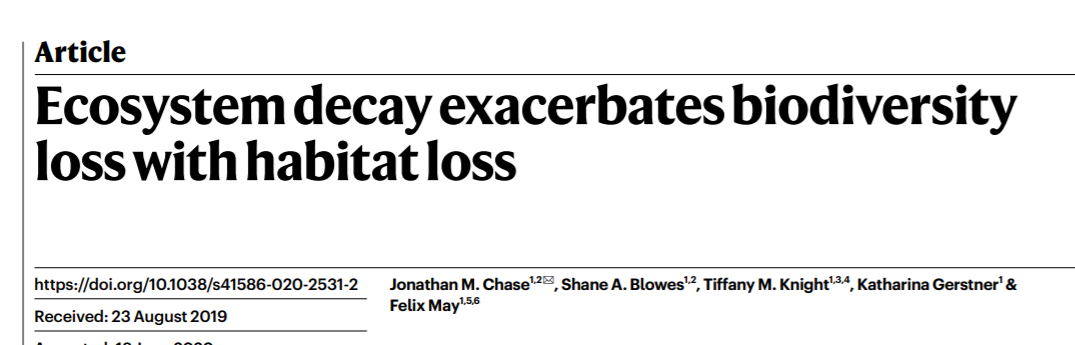 Article
Ecosystem decay exacerbates biodiversity
loss with habitat loss
https://doi.org/10.1038/s41586-020-2531-2
Received: 23 August 2019
Jonathan M. Chase1,2✉, Shane A. Blowes1,2, Tiffany M. Knight1,3,4, Katharina Gerstner1 &
Felix May1,5,6